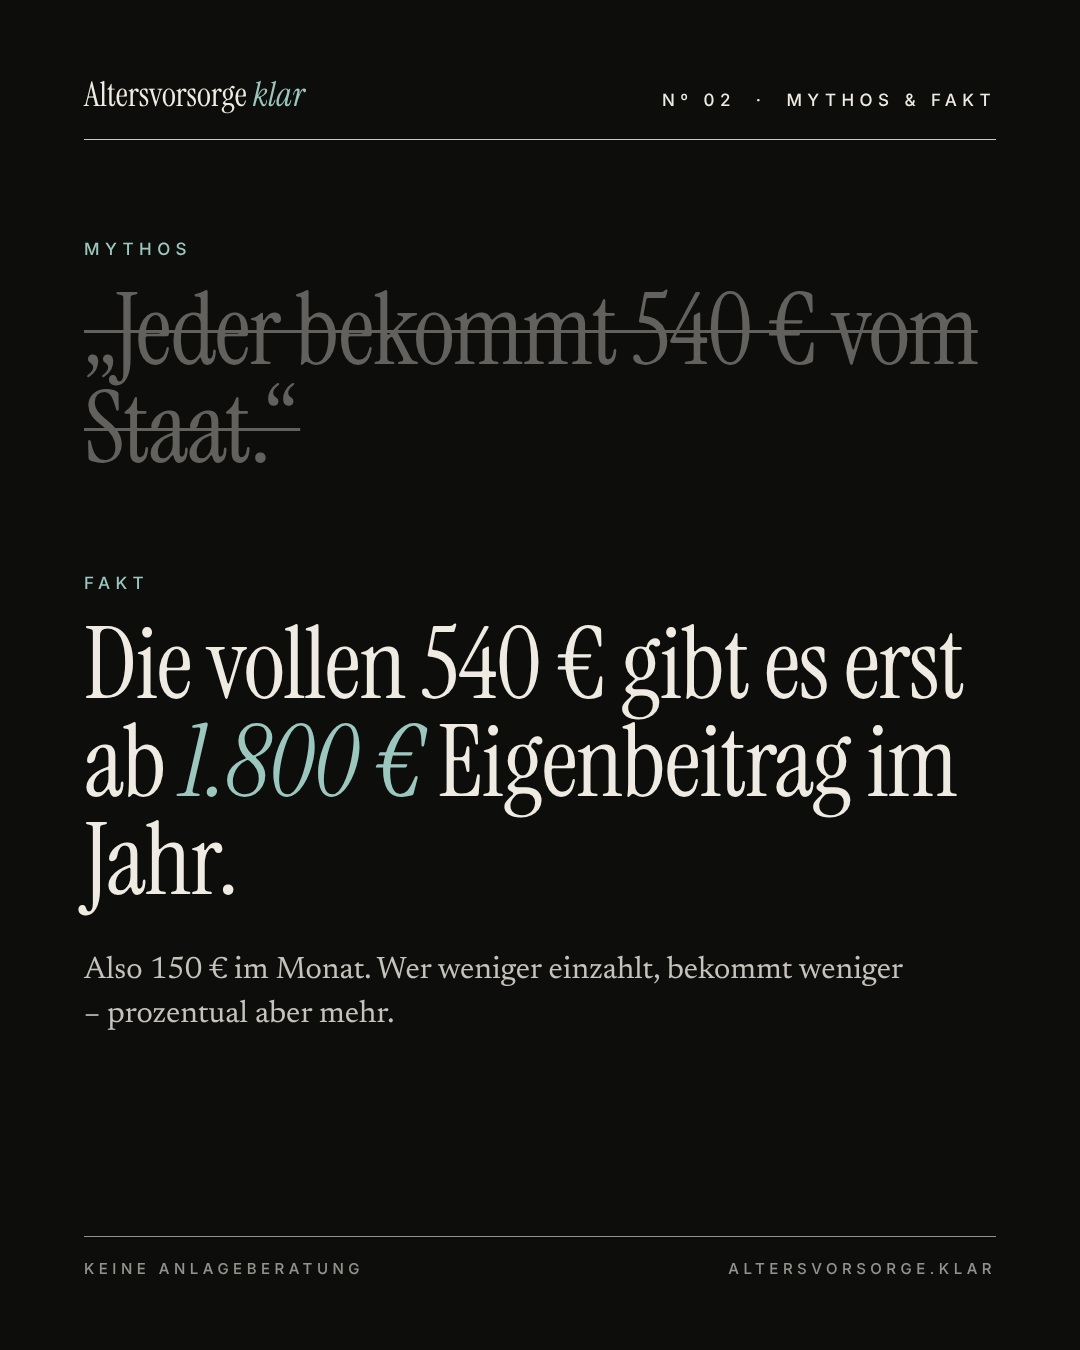 Altersvorsorge klar
Nº 02 · MYTHOS & FAKT
MYTHOS
„Jeder bekommt 540 € vom
Staat.“
FAKT
Die vollen 540 € gibt es erst
ab 1.800 € Eigenbeitrag im
Jahr.
Also 150 € im Monat. Wer weniger einzahlt, bekommt weniger
– prozentual aber mehr.
KEINE ANLAGEBERATUNG
ALTERSVORSORGE.KLAR